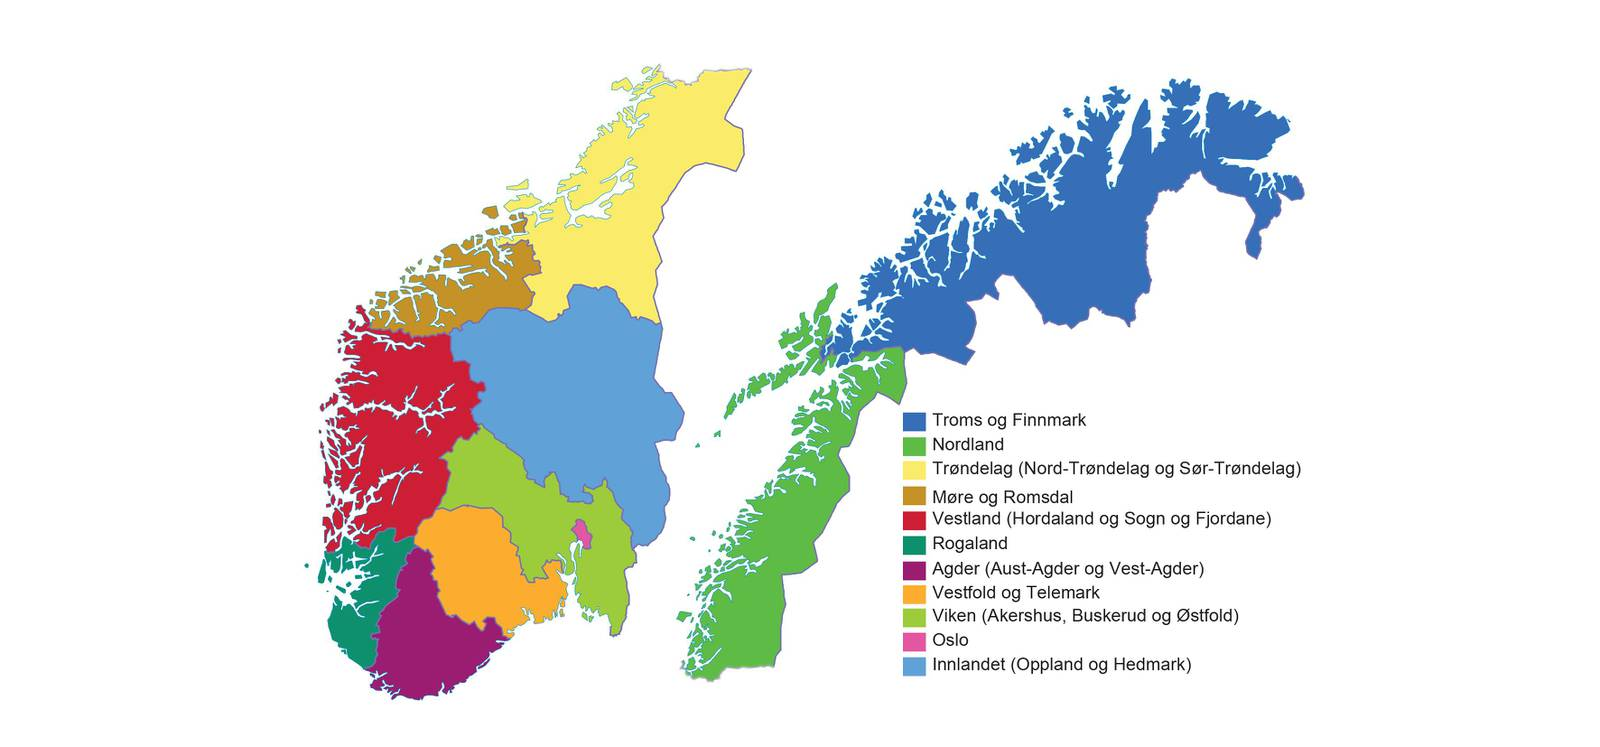 Troms og Finnmark
Nordland
Trøndelag (Nord-Trøndelag og Sør-Trøndelag)
Møre og Romsdal
Vestland (Hordaland og Sogn og Fjordane)
Rogaland
Agder (Aust-Agder og Vest-Agder)
Vestfold og Telemark
Viken (Akershus, Buskerud og Østfold)
Oslo
Innlandet (Oppland og Hedmark)